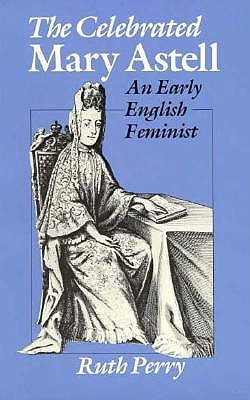 The Celebrated
Mary Astell
An Early
English
Feminist
Ruth Perry